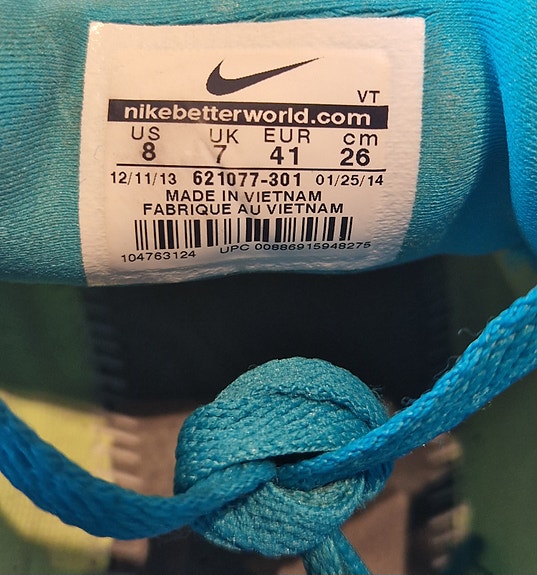 VT
nikebetterworld.com
US UK EUR cm
8 7 41 26
12/11/13 621077-301 01/25/14
MADE IN VIETNAM
FABRIQUE AU VIETNAM
104763124 UPC 00886915948275